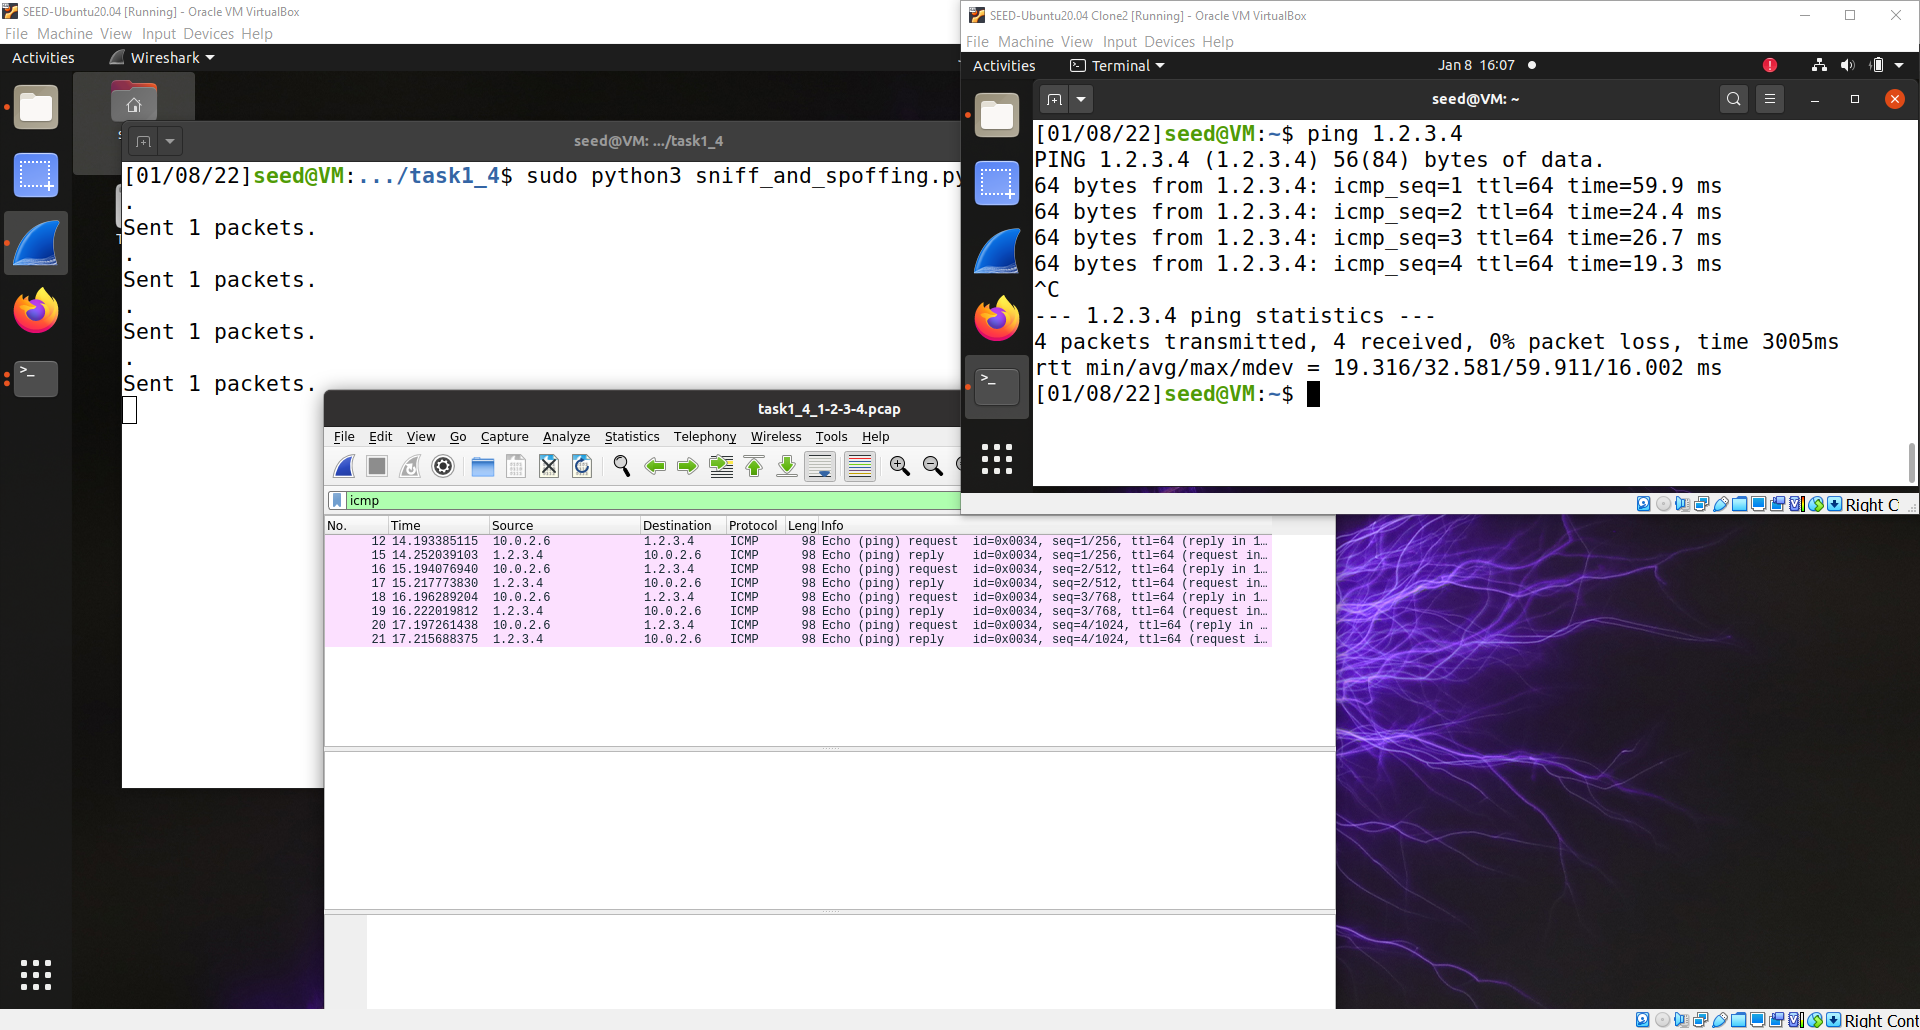 SEED-Ubuntu20.04 [Running] - Oracle VM VirtualBox
File Machine View Input Devices Help
Activities Wireshark
seed@VM: .../task1_4
[01/08/22]seed@VM:.../task1_4$ sudo python3 sniff_and_spoffing.py
.
Sent 1 packets.
.
Sent 1 packets.
.
Sent 1 packets.
.
Sent 1 packets.
task1_4_1-2-3-4.pcap
File Edit View Go Capture Analyze Statistics Telephony Wireless Tools Help
icmp
No. Time Source Destination Protocol Leng Info
12 14.193385115 10.0.2.6 1.2.3.4 ICMP 98 Echo (ping) request id=0x0034, seq=1/256, ttl=64 (reply in 1…
15 14.252039103 1.2.3.4 10.0.2.6 ICMP 98 Echo (ping) reply id=0x0034, seq=1/256, ttl=64 (request in…
16 15.194076940 10.0.2.6 1.2.3.4 ICMP 98 Echo (ping) request id=0x0034, seq=2/512, ttl=64 (reply in 1…
17 15.217773830 1.2.3.4 10.0.2.6 ICMP 98 Echo (ping) reply id=0x0034, seq=2/512, ttl=64 (request in…
18 16.196289204 10.0.2.6 1.2.3.4 ICMP 98 Echo (ping) request id=0x0034, seq=3/768, ttl=64 (reply in 1…
19 16.222019812 1.2.3.4 10.0.2.6 ICMP 98 Echo (ping) reply id=0x0034, seq=3/768, ttl=64 (request in…
20 17.197261438 10.0.2.6 1.2.3.4 ICMP 98 Echo (ping) request id=0x0034, seq=4/1024, ttl=64 (reply in …
21 17.215688375 1.2.3.4 10.0.2.6 ICMP 98 Echo (ping) reply id=0x0034, seq=4/1024, ttl=64 (request i…
SEED-Ubuntu20.04 Clone2 [Running] - Oracle VM VirtualBox
File Machine View Input Devices Help
Activities Terminal Jan 8 16:07
seed@VM: ~
[01/08/22]seed@VM:~$ ping 1.2.3.4
PING 1.2.3.4 (1.2.3.4) 56(84) bytes of data.
64 bytes from 1.2.3.4: icmp_seq=1 ttl=64 time=59.9 ms
64 bytes from 1.2.3.4: icmp_seq=2 ttl=64 time=24.4 ms
64 bytes from 1.2.3.4: icmp_seq=3 ttl=64 time=26.7 ms
64 bytes from 1.2.3.4: icmp_seq=4 ttl=64 time=19.3 ms
^C
--- 1.2.3.4 ping statistics ---
4 packets transmitted, 4 received, 0% packet loss, time 3005ms
rtt min/avg/max/mdev = 19.316/32.581/59.911/16.002 ms
[01/08/22]seed@VM:~$
Right C
Right Cont